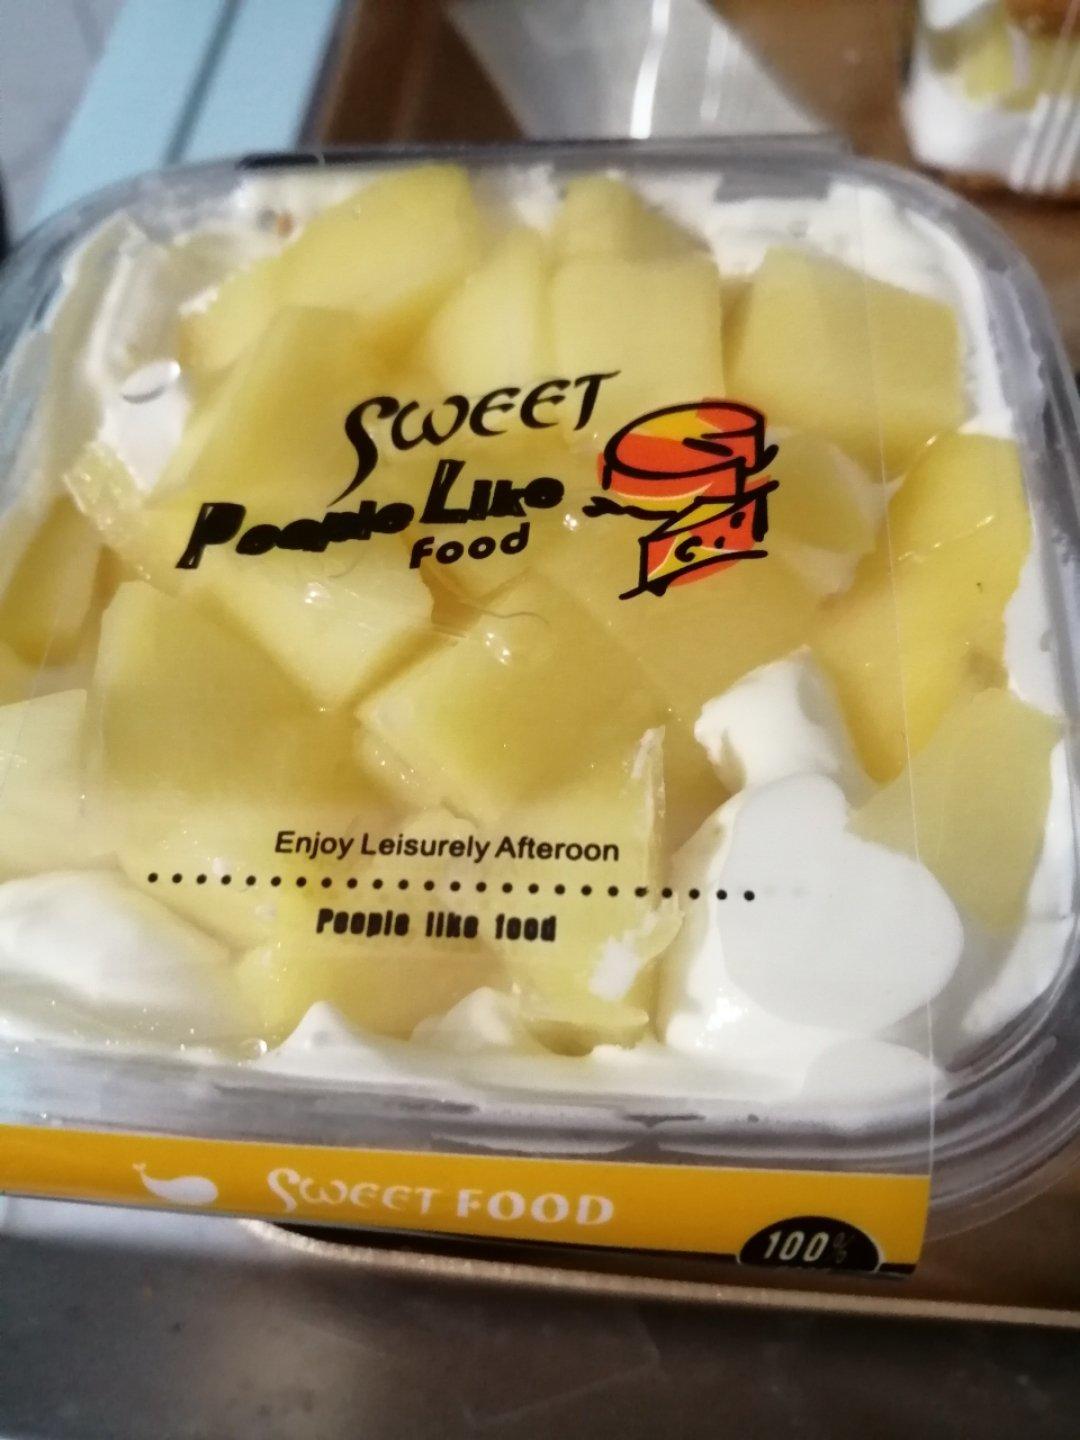 SWEET
People Like
Food
Enjoy Leisurely Afteroon
People like food
SWEET FOOD
100%